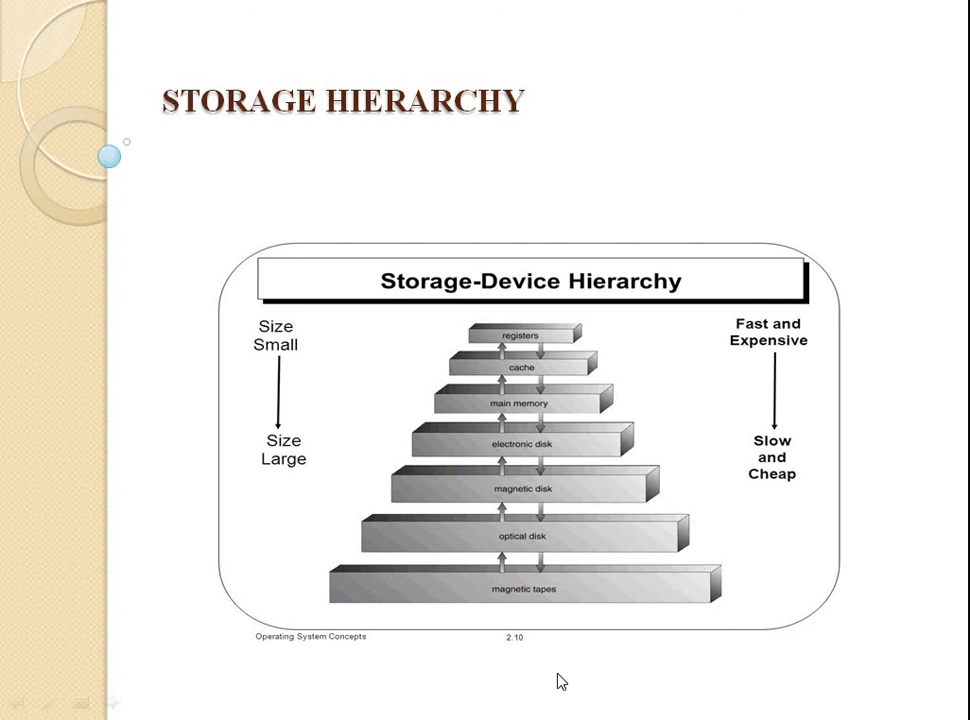 STORAGE HIERARCHY
Storage-Device Hierarchy
Size
Small
Fast and
Expensive
registers
cache
main memory
electronic disk
Size
Large
Slow
and
Cheap
magnetic disk
optical disk
magnetic tapes
Operating System Concepts
2.10